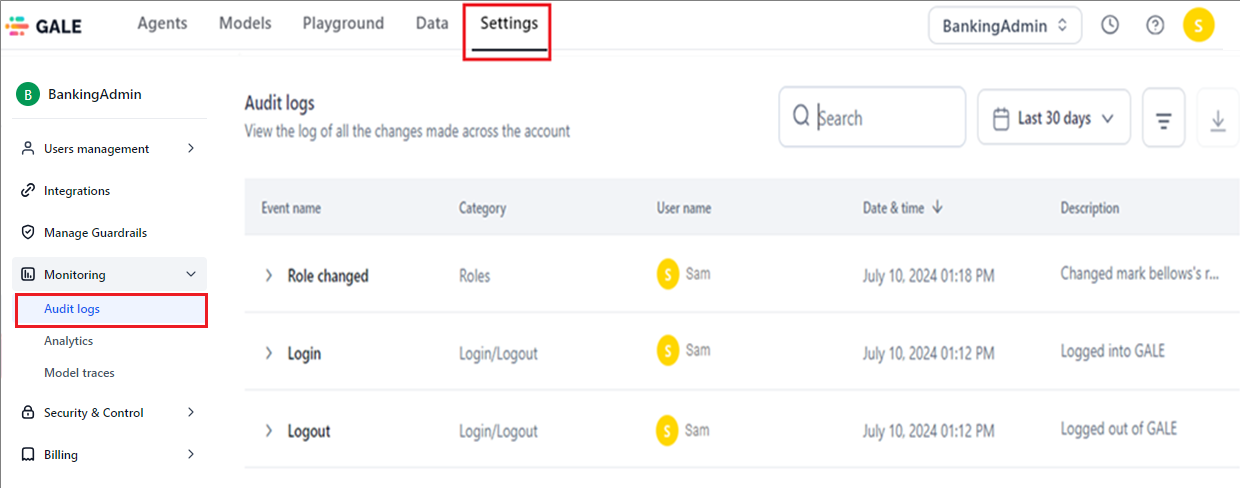 GALE Agents Models Playground Data Settings BankingAdmin S
B BankingAdmin
Users management
Integrations
Manage Guardrails
Monitoring
Audit logs
Analytics
Model traces
Security & Control
Billing
Audit logs
View the log of all the changes made across the account
Search
Last 30 days
Event name Category User name Date & time Description
Role changed Roles S Sam July 10, 2024 01:18 PM Changed mark bellows's r...
Login Login/Logout S Sam July 10, 2024 01:12 PM Logged into GALE
Logout Login/Logout S Sam July 10, 2024 01:12 PM Logged out of GALE